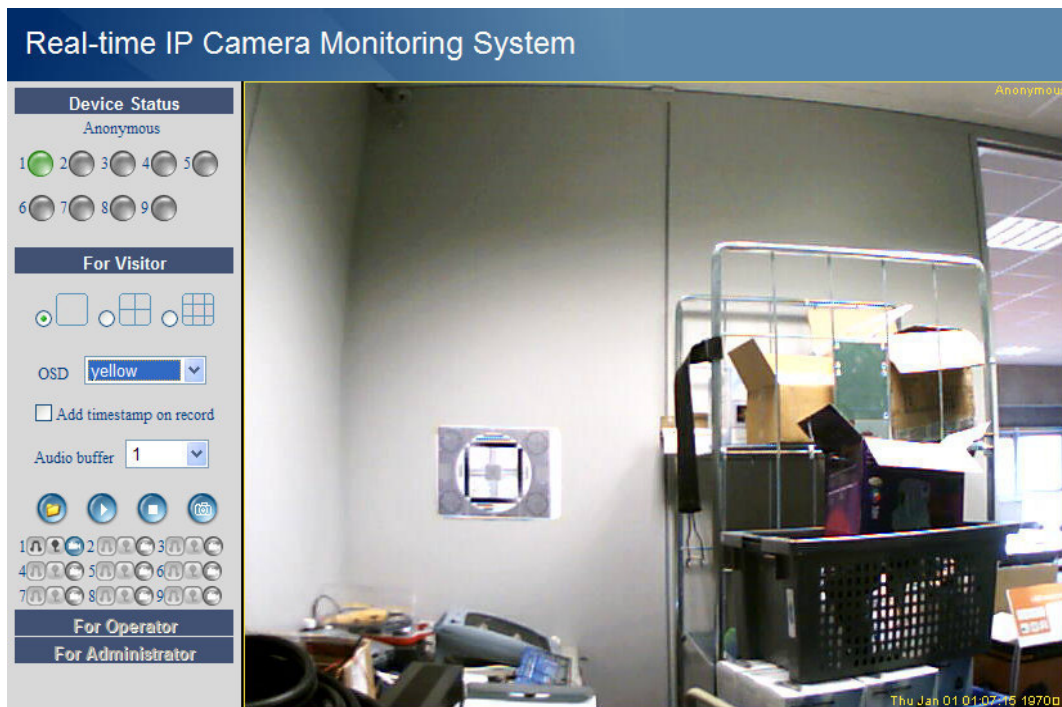 Real-time IP Camera Monitoring System
Device Status
Anonymous
1 2 3 4 5
6 7 8 9
For Visitor
OSD yellow
Add timestamp on record
Audio buffer 1
1 2 3
4 5 6
7 8 9
For Operator
For Administrator
Anonymous
Thu Jan 01 01:07:15 1970